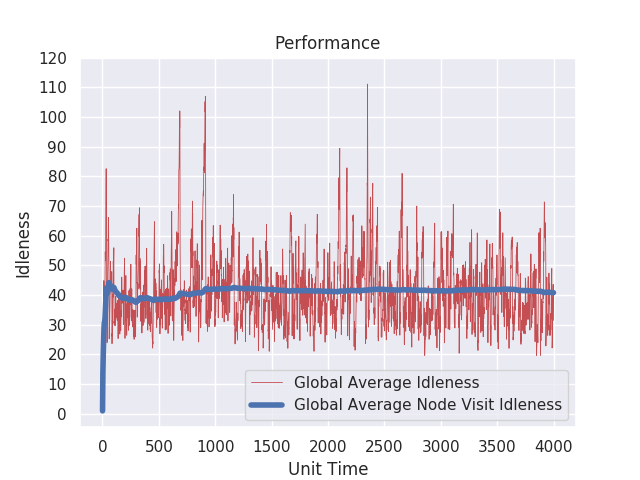 Performance
120
110
100
90
80
70
60
50
40
30
20
10
0
Idleness
Global Average Idleness
Global Average Node Visit Idleness
0 500 1000 1500 2000 2500 3000 3500 4000
Unit Time